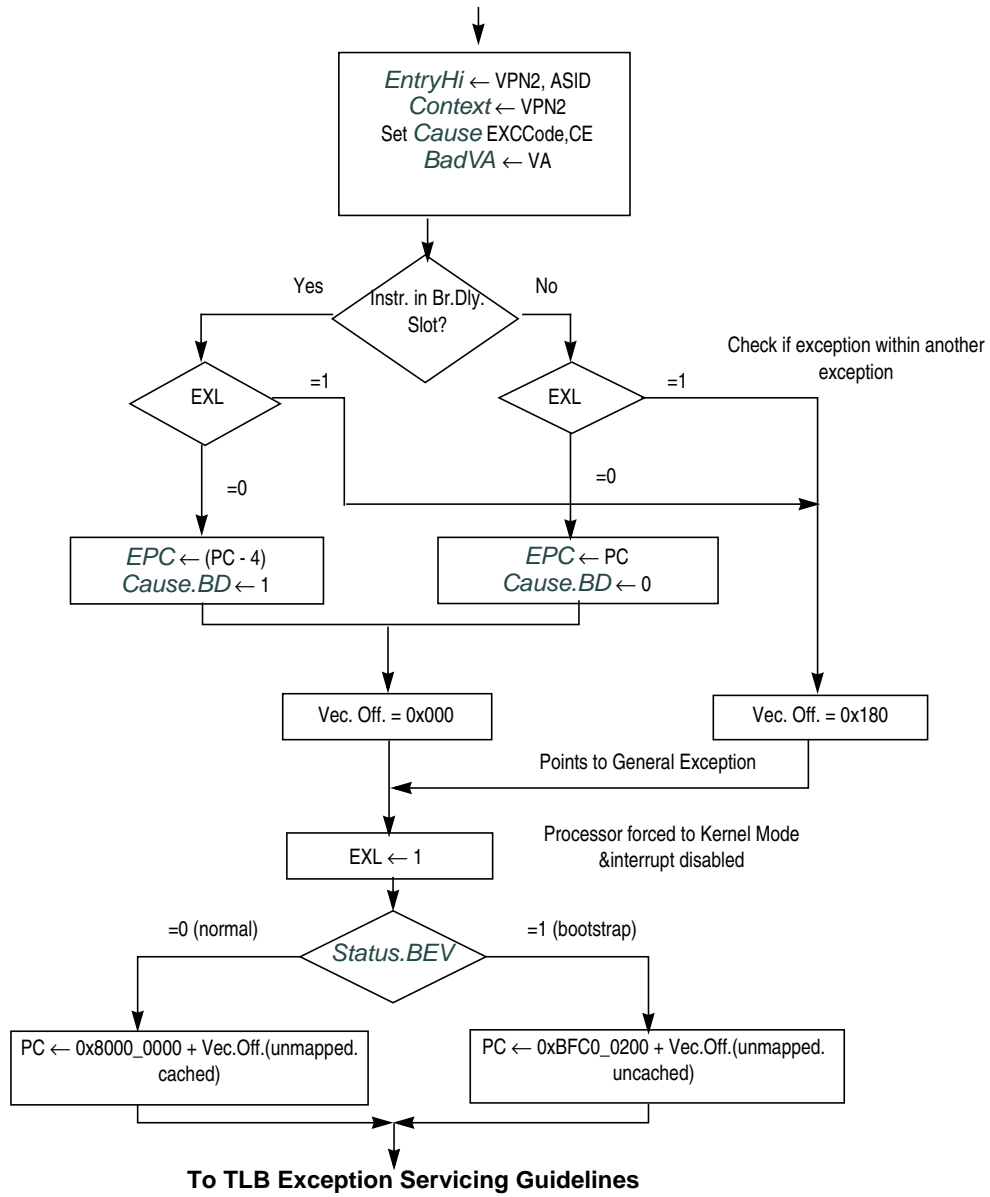 EntryHi ← VPN2, ASID
Context ← VPN2
Set Cause EXCCode,CE
BadVA ← VA
Yes
Instr. in Br.Dly.
Slot?
No
Check if exception within another
exception
EXL
=1
EXL
=1
=0
=0
EPC ← (PC - 4)
Cause.BD ← 1
EPC ← PC
Cause.BD ← 0
Vec. Off. = 0x000
Vec. Off. = 0x180
Points to General Exception
EXL ← 1
Processor forced to Kernel Mode
&interrupt disabled
=0 (normal)
Status.BEV
=1 (bootstrap)
PC ← 0x8000_0000 + Vec.Off.(unmapped.
cached)
PC ← 0xBFC0_0200 + Vec.Off.(unmapped.
uncached)
To TLB Exception Servicing Guidelines